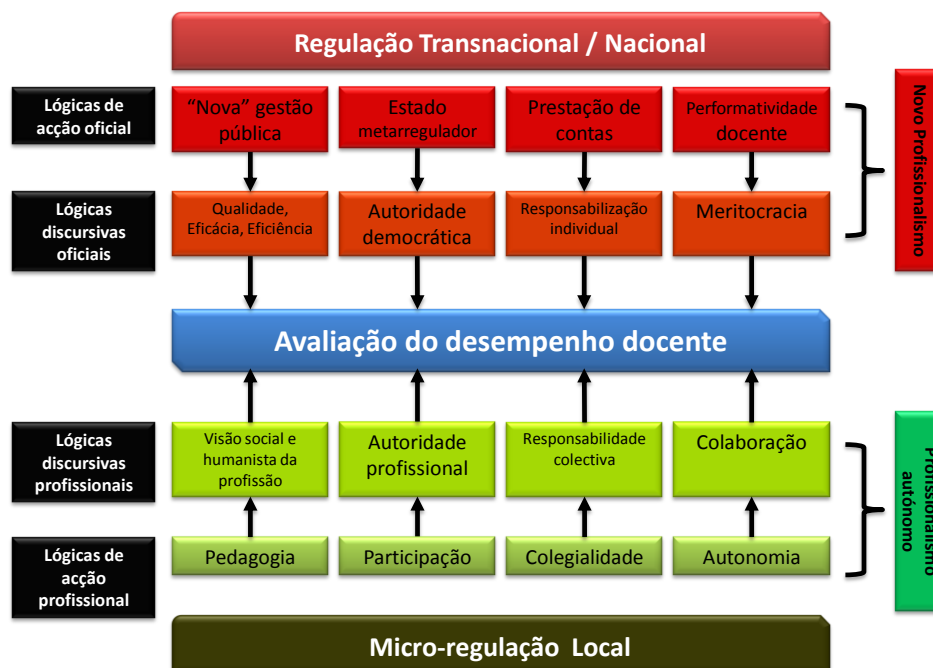 Regulação Transnacional / Nacional
Lógicas de
acção oficial
“Nova” gestão
pública
Estado
metarregulador
Prestação de
contas
Performatividade
docente
Novo Profissionalismo
Lógicas
discursivas
oficiais
Qualidade,
Eficácia, Eficiência
Autoridade
democrática
Responsabilização
individual
Meritocracia
Avaliação do desempenho docente
Lógicas
discursivas
profissionais
Visão social e
humanista da
profissão
Autoridade
profissional
Responsabilidade
colectiva
Colaboração
Profissionalismo
autónomo
Lógicas de
acção
profissional
Pedagogia
Participação
Colegialidade
Autonomia
Micro-regulação Local